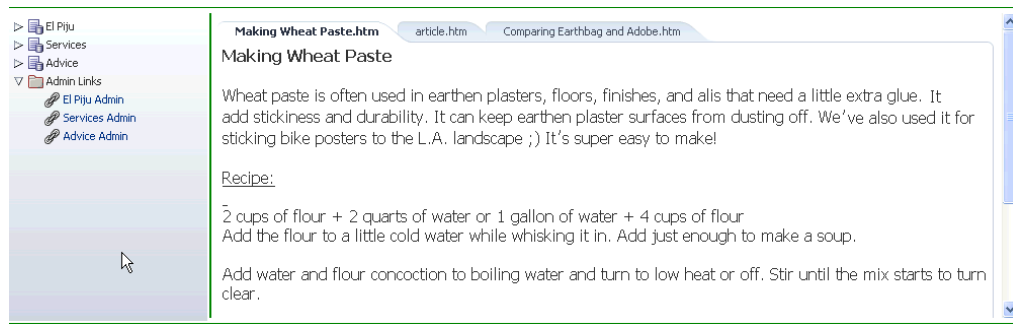 El Piju
Services
Advice
Admin Links
El Piju Admin
Services Admin
Advice Admin
Making Wheat Paste.htm
article.htm
Comparing Earthbag and Adobe.htm
Making Wheat Paste
Wheat paste is often used in earthen plasters, floors, finishes, and alis that need a little extra glue. It
add stickiness and durability. It can keep earthen plaster surfaces from dusting off. We've also used it for
sticking bike posters to the L.A. landscape ;) It's super easy to make!
Recipe:
2 cups of flour + 2 quarts of water or 1 gallon of water + 4 cups of flour
Add the flour to a little cold water while whisking it in. Add just enough to make a soup.
Add water and flour concoction to boiling water and turn to low heat or off. Stir until the mix starts to turn
clear.